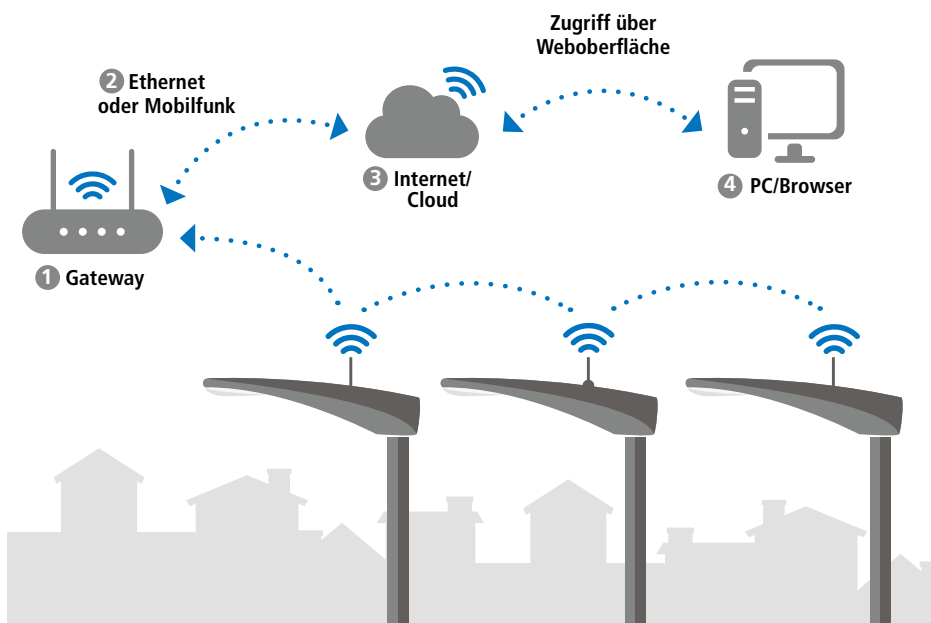 Zugriff über
Weboberfläche
2 Ethernet
oder Mobilfunk
3 Internet/
Cloud
4 PC/Browser
1 Gateway